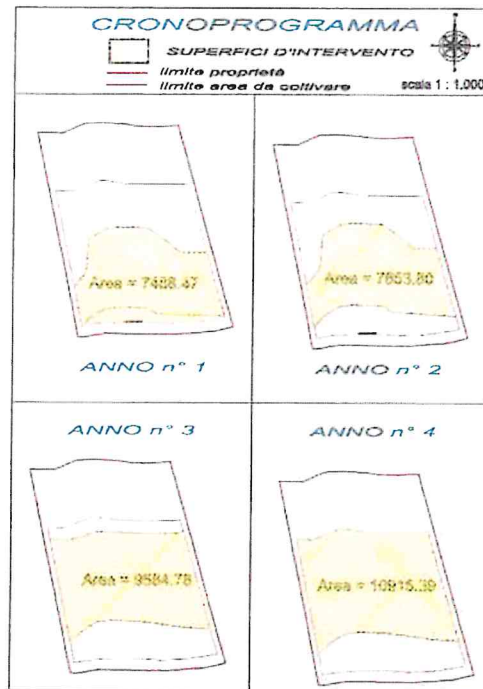 CRONOPROGRAMMA
SUPERFICI D'INTERVENTO
limite proprietà
limite area da coltivare
scala 1 : 1.000
Area = 7488.47
Area = 7853.80
ANNO n° 1
ANNO n° 2
ANNO n° 3
ANNO n° 4
Area = 9584.78
Area = 10915.39